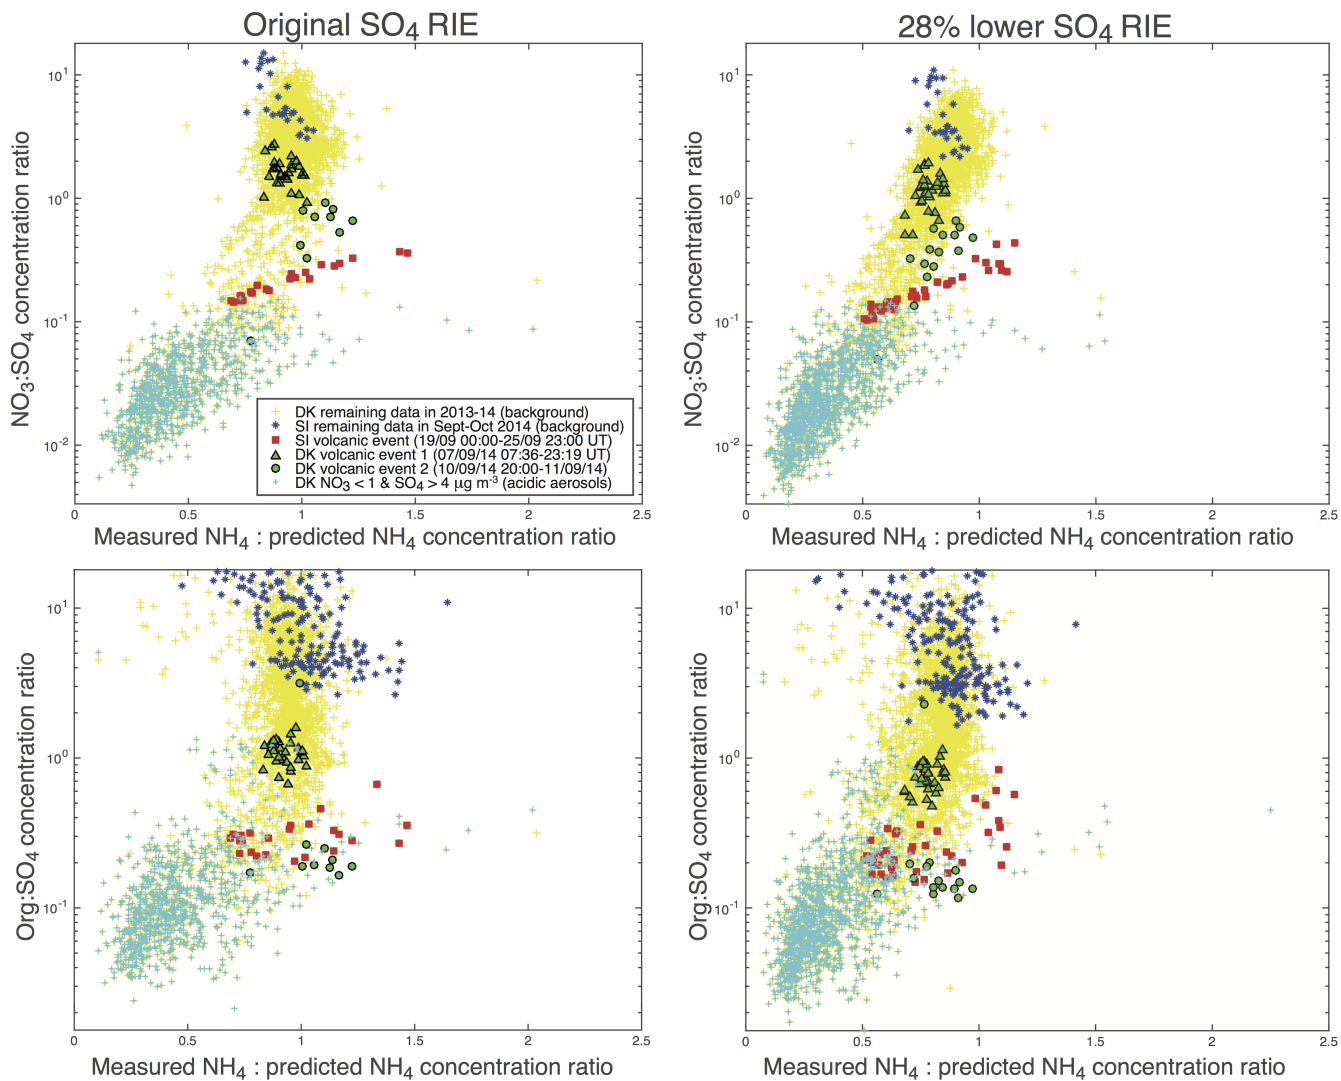 Original SO4 RIE
28% lower SO4 RIE
NO3:SO4 concentration ratio
10^1
10^0
10^-1
10^-2
DK remaining data in 2013-14 (background)
SI remaining data in Sept-Oct 2014 (background)
SI volcanic event (19/09 00:00-25/09 23:00 UT)
DK volcanic event 1 (07/09/14 07:36-23:19 UT)
DK volcanic event 2 (10/09/14 20:00-11/09/14)
DK NO3 < 1 & SO4 > 4 μg m^-3 (acidic aerosols)
0 0.5 1 1.5 2 2.5
Measured NH4 : predicted NH4 concentration ratio
NO3:SO4 concentration ratio
10^1
10^0
10^-1
10^-2
0 0.5 1 1.5 2 2.5
Measured NH4 : predicted NH4 concentration ratio
Org:SO4 concentration ratio
10^1
10^0
10^-1
0 0.5 1 1.5 2 2.5
Measured NH4 : predicted NH4 concentration ratio
Org:SO4 concentration ratio
10^1
10^0
10^-1
0 0.5 1 1.5 2 2.5
Measured NH4 : predicted NH4 concentration ratio